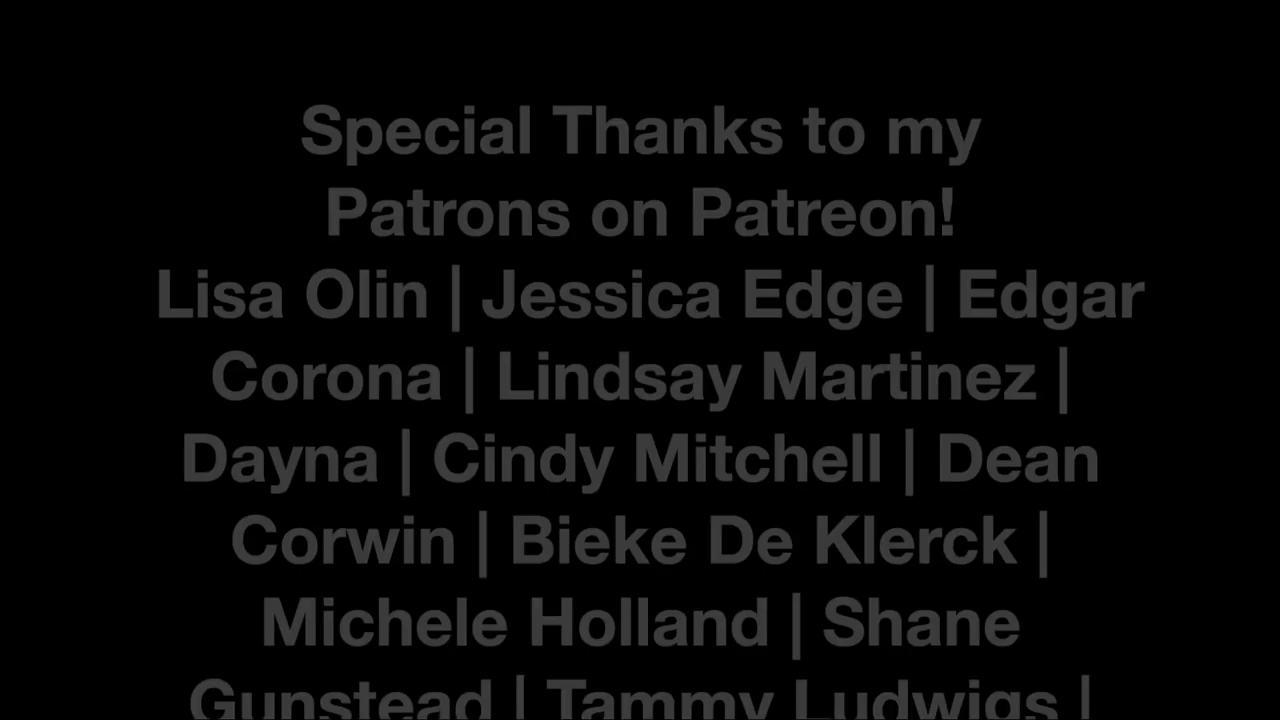 Special Thanks to my
Patrons on Patreon!
Lisa Olin | Jessica Edge | Edgar
Corona | Lindsay Martinez |
Dayna | Cindy Mitchell | Dean
Corwin | Bieke De Klerck |
Michele Holland | Shane
Gunstead | Tammy Ludwigs |